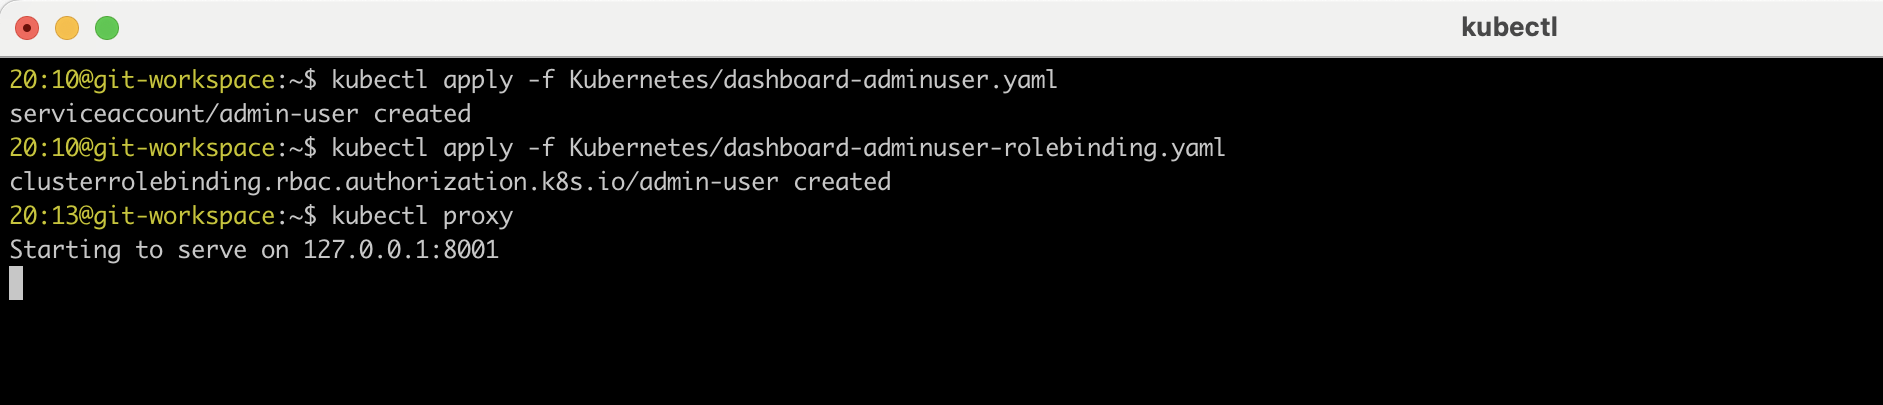 kubectl
20:10@git-workspace:~$ kubectl apply -f Kubernetes/dashboard-adminuser.yaml
serviceaccount/admin-user created
20:10@git-workspace:~$ kubectl apply -f Kubernetes/dashboard-adminuser-rolebinding.yaml
clusterrolebinding.rbac.authorization.k8s.io/admin-user created
20:13@git-workspace:~$ kubectl proxy
Starting to serve on 127.0.0.1:8001